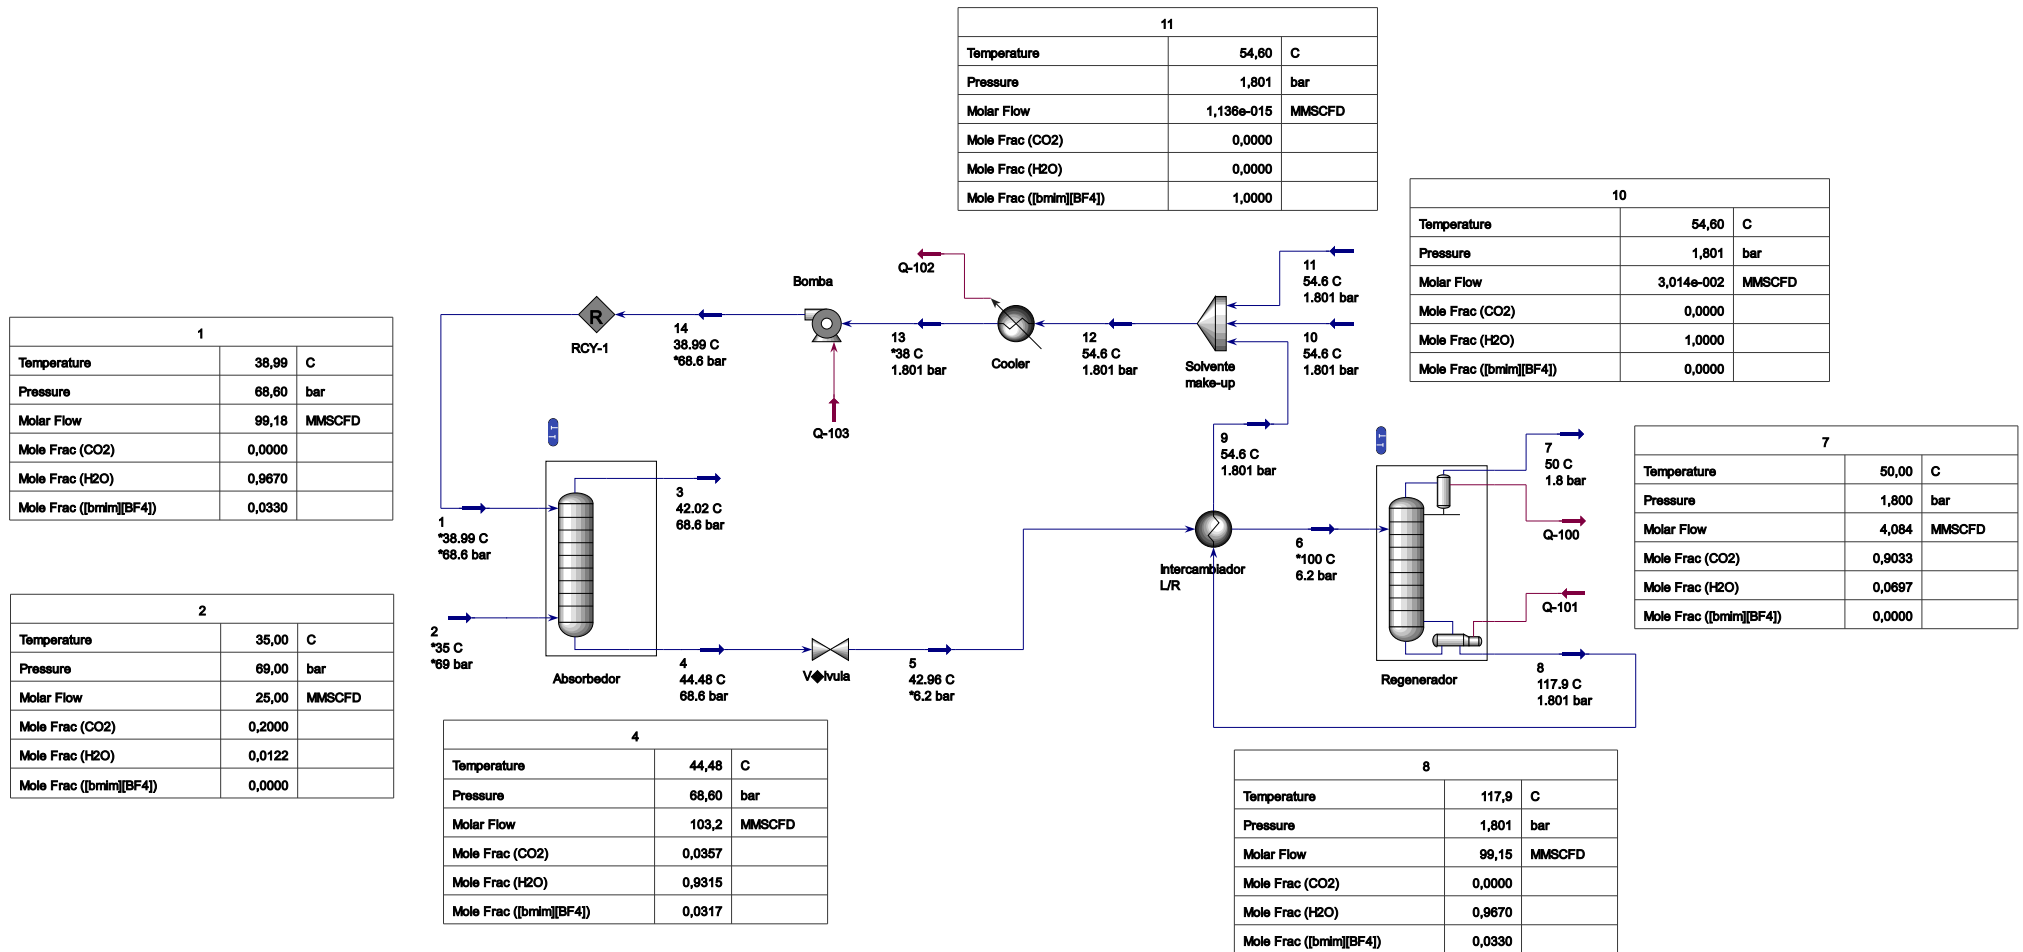 11
Temperature 54,60 C
Pressure 1,801 bar
Molar Flow 1,136e-015 MMSCFD
Mole Frac (CO2) 0,0000
Mole Frac (H2O) 0,0000
Mole Frac ([bmim][BF4]) 1,0000
10
Temperature 54,60 C
Pressure 1,801 bar
Molar Flow 3,014e-002 MMSCFD
Mole Frac (CO2) 0,0000
Mole Frac (H2O) 1,0000
Mole Frac ([bmim][BF4]) 0,0000
1
Temperature 38,99 C
Pressure 68,60 bar
Molar Flow 99,18 MMSCFD
Mole Frac (CO2) 0,0000
Mole Frac (H2O) 0,9670
Mole Frac ([bmim][BF4]) 0,0330
R
RCY-1
14
38.99 C
*68.6 bar
Bomba
Q-103
Q-102
13
*38 C
1.801 bar
Cooler
12
54.6 C
1.801 bar
Solvente
make-up
11
54.6 C
1.801 bar
10
54.6 C
1.801 bar
9
54.6 C
1.801 bar
7
50 C
1.8 bar
7
Temperature 50,00 C
Pressure 1,800 bar
Molar Flow 4,084 MMSCFD
Mole Frac (CO2) 0,9033
Mole Frac (H2O) 0,0697
Mole Frac ([bmim][BF4]) 0,0000
T
T
1
*38.99 C
*68.6 bar
3
42.02 C
68.6 bar
2
*35 C
*69 bar
2
Temperature 35,00 C
Pressure 69,00 bar
Molar Flow 25,00 MMSCFD
Mole Frac (CO2) 0,2000
Mole Frac (H2O) 0,0122
Mole Frac ([bmim][BF4]) 0,0000
Absorbedor
4
44.48 C
68.6 bar
V�lvula
5
42.96 C
*6.2 bar
Intercambiador
L/R
6
*100 C
6.2 bar
T
T
Q-100
Q-101
Regenerador
8
117.9 C
1.801 bar
4
Temperature 44,48 C
Pressure 68,60 bar
Molar Flow 103,2 MMSCFD
Mole Frac (CO2) 0,0357
Mole Frac (H2O) 0,9315
Mole Frac ([bmim][BF4]) 0,0317
8
Temperature 117,9 C
Pressure 1,801 bar
Molar Flow 99,15 MMSCFD
Mole Frac (CO2) 0,0000
Mole Frac (H2O) 0,9670
Mole Frac ([bmim][BF4]) 0,0330